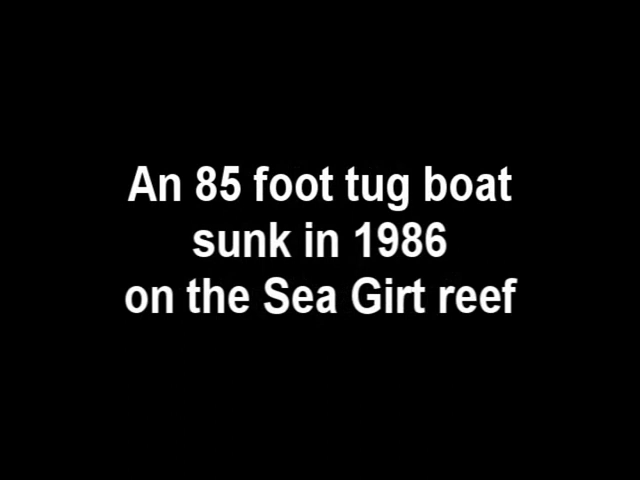 An 85 foot tug boat
sunk in 1986
on the Sea Girt reef